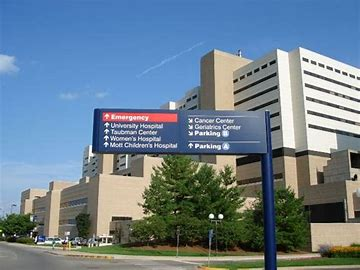 Emergency
University Hospital
Taubman Center
Women's Hospital
Mott Children's Hospital
Cancer Center
Geriatrics Center
Parking B
Parking A